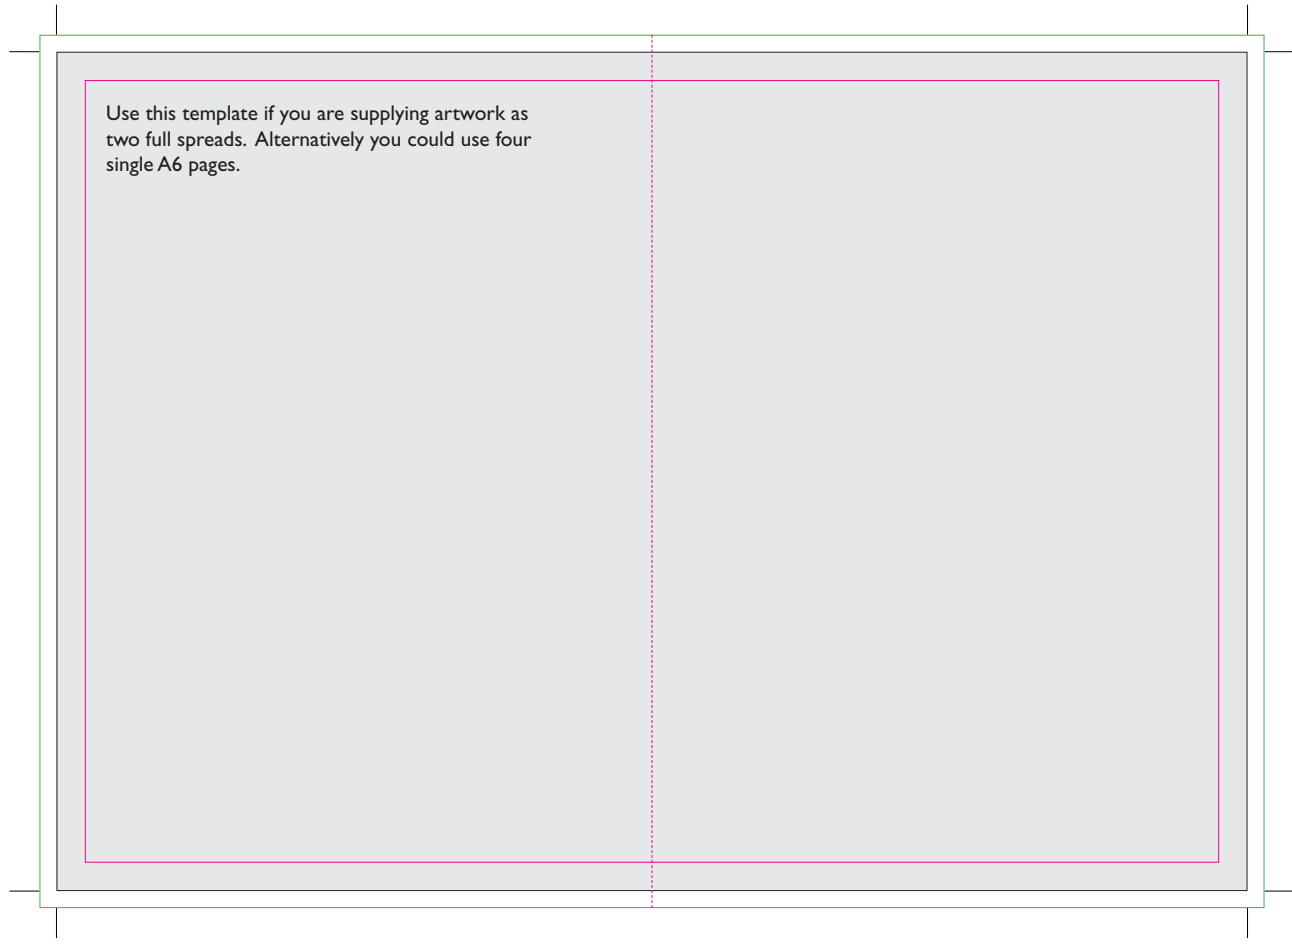 Use this template if you are supplying artwork as
two full spreads. Alternatively you could use four
single A6 pages.